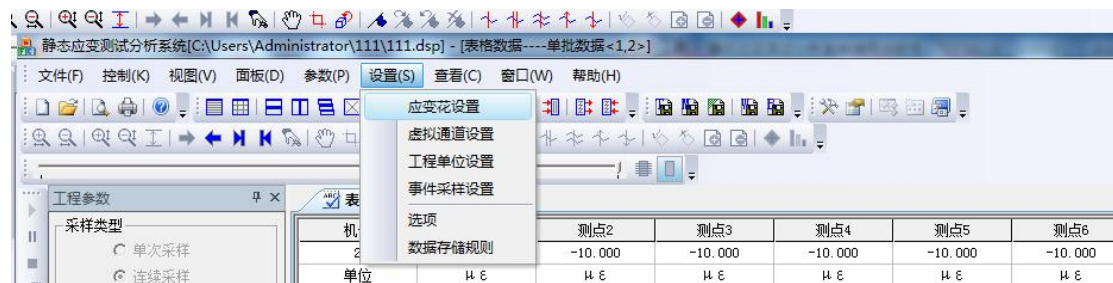 静态应变测试分析系统[C:\Users\Administrator\111\111.dsp] - [表格数据----单批数据<1,2>]
文件(F) 控制(K) 视图(V) 面板(D) 参数(P) 设置(S) 查看(C) 窗口(W) 帮助(H)
应变花设置
虚拟通道设置
工程单位设置
事件采样设置
选项
数据存储规则
工程参数
采样类型
单次采样
连续采样
表
机 测点2 测点3 测点4 测点5 测点6
2 -10.000 -10.000 -10.000 -10.000 -10.000
单位 με με με με με με